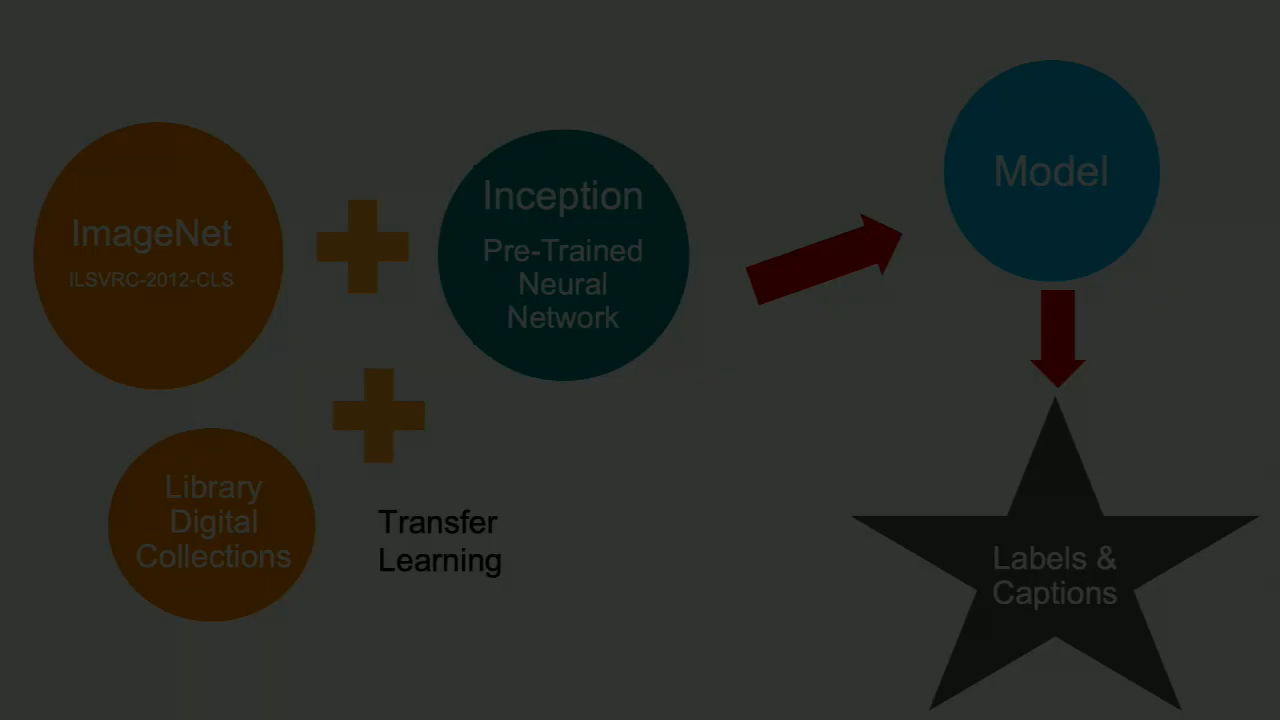 ImageNet
ILSVRC-2012-CLS
Inception
Pre-Trained
Neural
Network
Model
Library
Digital
Collections
Transfer
Learning
Labels &
Captions